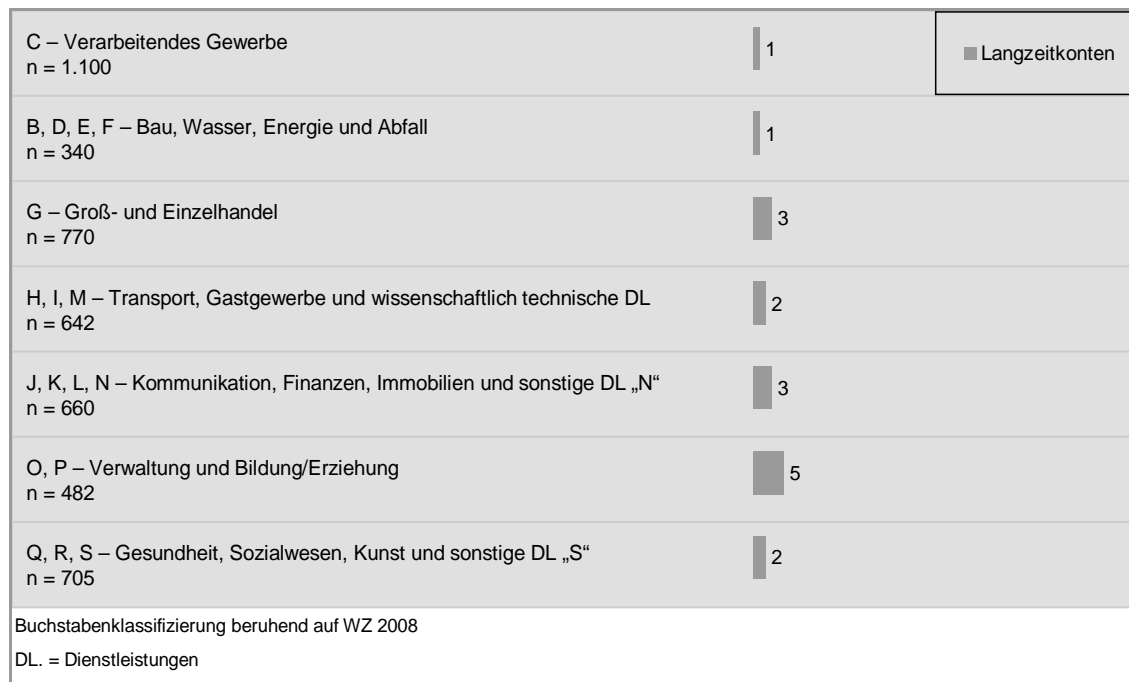 C – Verarbeitendes Gewerbe
n = 1.100
1
Langzeitkonten
B, D, E, F – Bau, Wasser, Energie und Abfall
n = 340
1
G – Groß- und Einzelhandel
n = 770
3
H, I, M – Transport, Gastgewerbe und wissenschaftlich technische DL
n = 642
2
J, K, L, N – Kommunikation, Finanzen, Immobilien und sonstige DL „N“
n = 660
3
O, P – Verwaltung und Bildung/Erziehung
n = 482
5
Q, R, S – Gesundheit, Sozialwesen, Kunst und sonstige DL „S“
n = 705
2
Buchstabenklassifizierung beruhend auf WZ 2008
DL. = Dienstleistungen